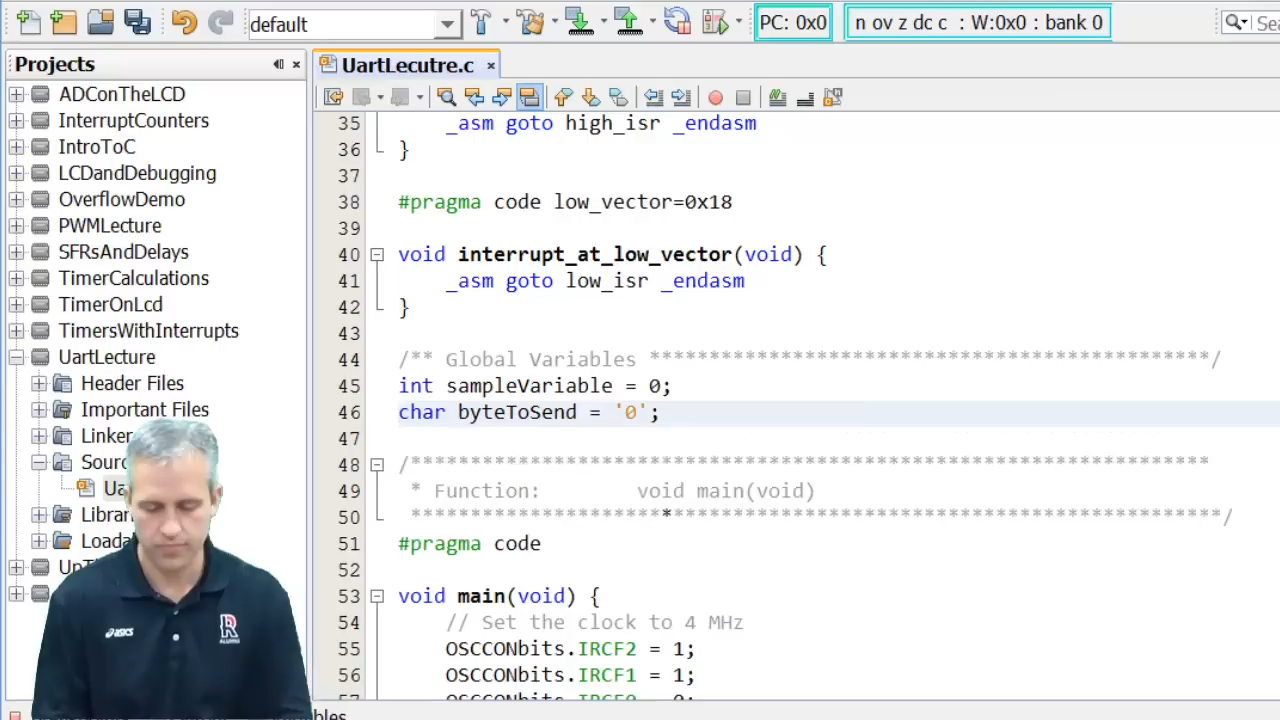 default
PC: 0x0
n ov z dc c : W:0x0 : bank 0
Projects
UartLecutre.c
ADConTheLCD
InterruptCounters
IntroToC
LCDandDebugging
OverflowDemo
PWMLecture
SFRsAndDelays
TimerCalculations
TimerOnLcd
TimersWithInterrupts
UartLecture
Header Files
Important Files
Linker
Sourc
Ua
Librar
Loada
35 _asm goto high_isr _endasm
36 }
37
38 #pragma code low_vector=0x18
39
40 void interrupt_at_low_vector(void) {
41 _asm goto low_isr _endasm
42 }
43
44 /** Global Variables ***********************************************/
45 int sampleVariable = 0;
46 char byteToSend = '0';
47
48 /*******************************************************************
49 * Function: void main(void)
50 ********************************************************************/
51 #pragma code
52
53 void main(void) {
54 // Set the clock to 4 MHz
55 OSCCONbits.IRCF2 = 1;
56 OSCCONbits.IRCF1 = 1;
57 OSCCONbits.IRCF0 = 0;
asics
R
ALUMNI